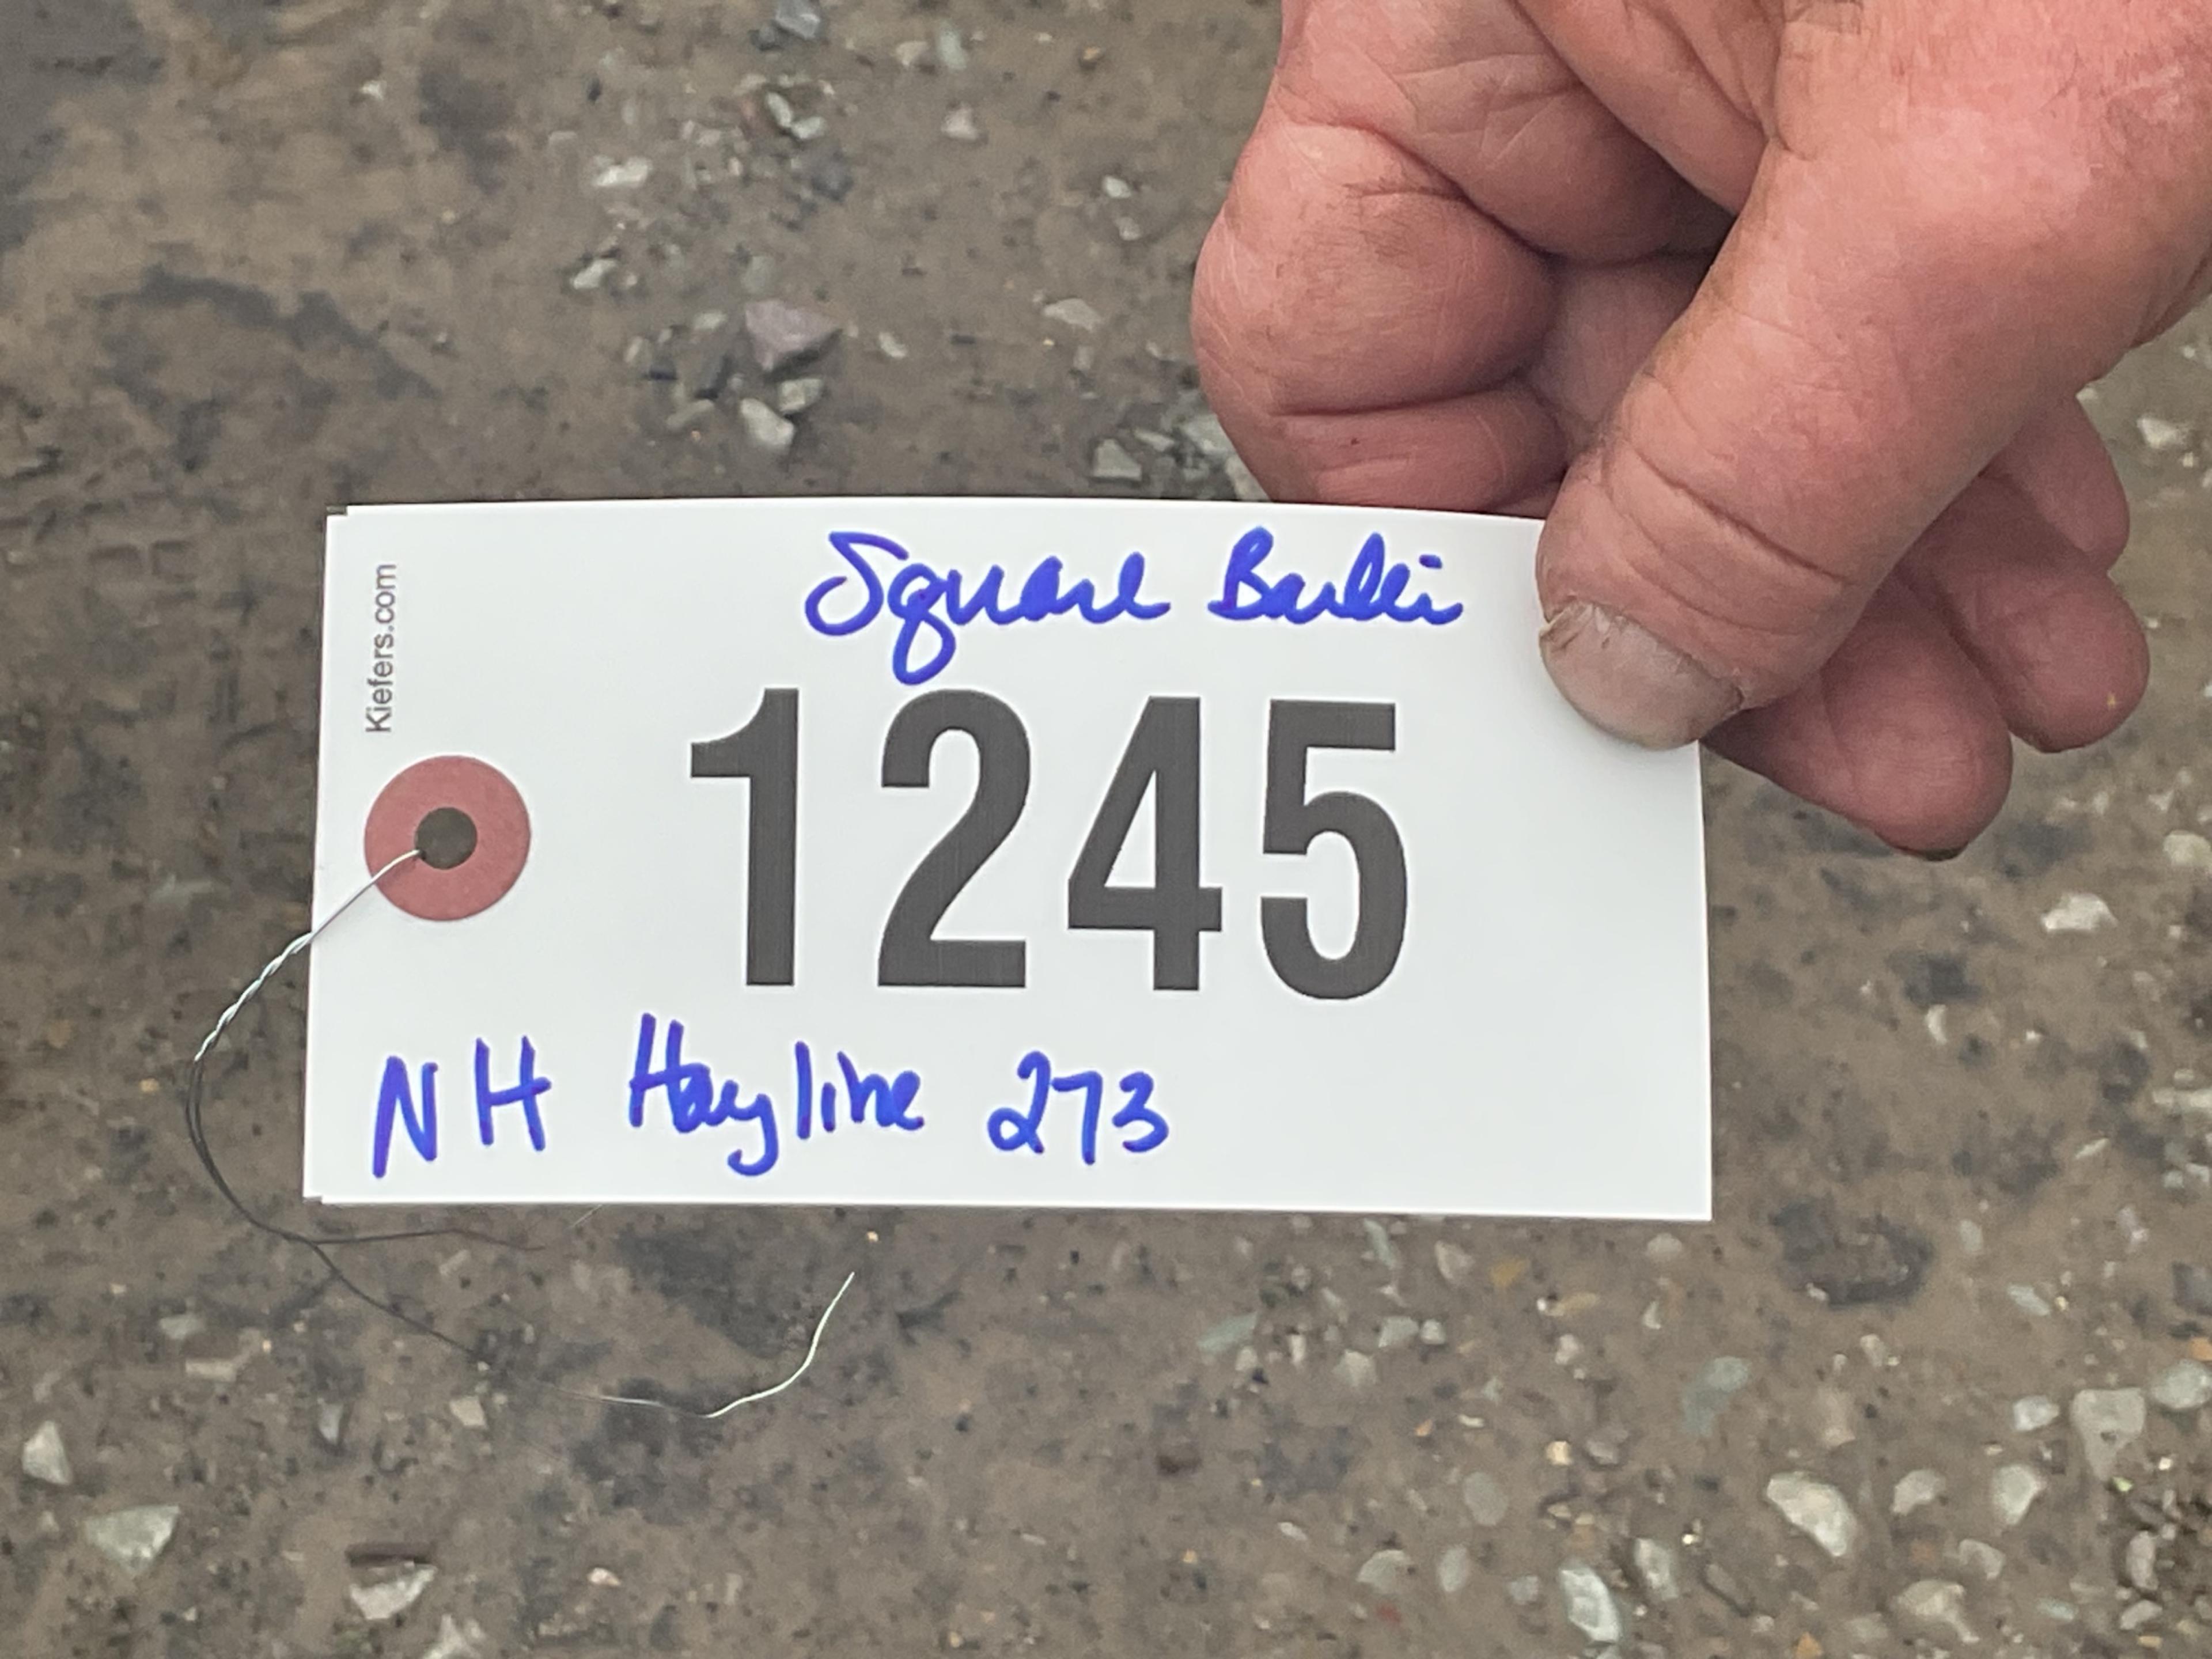 Square Baler
Kiefers.com
1245
NH Hayline 273